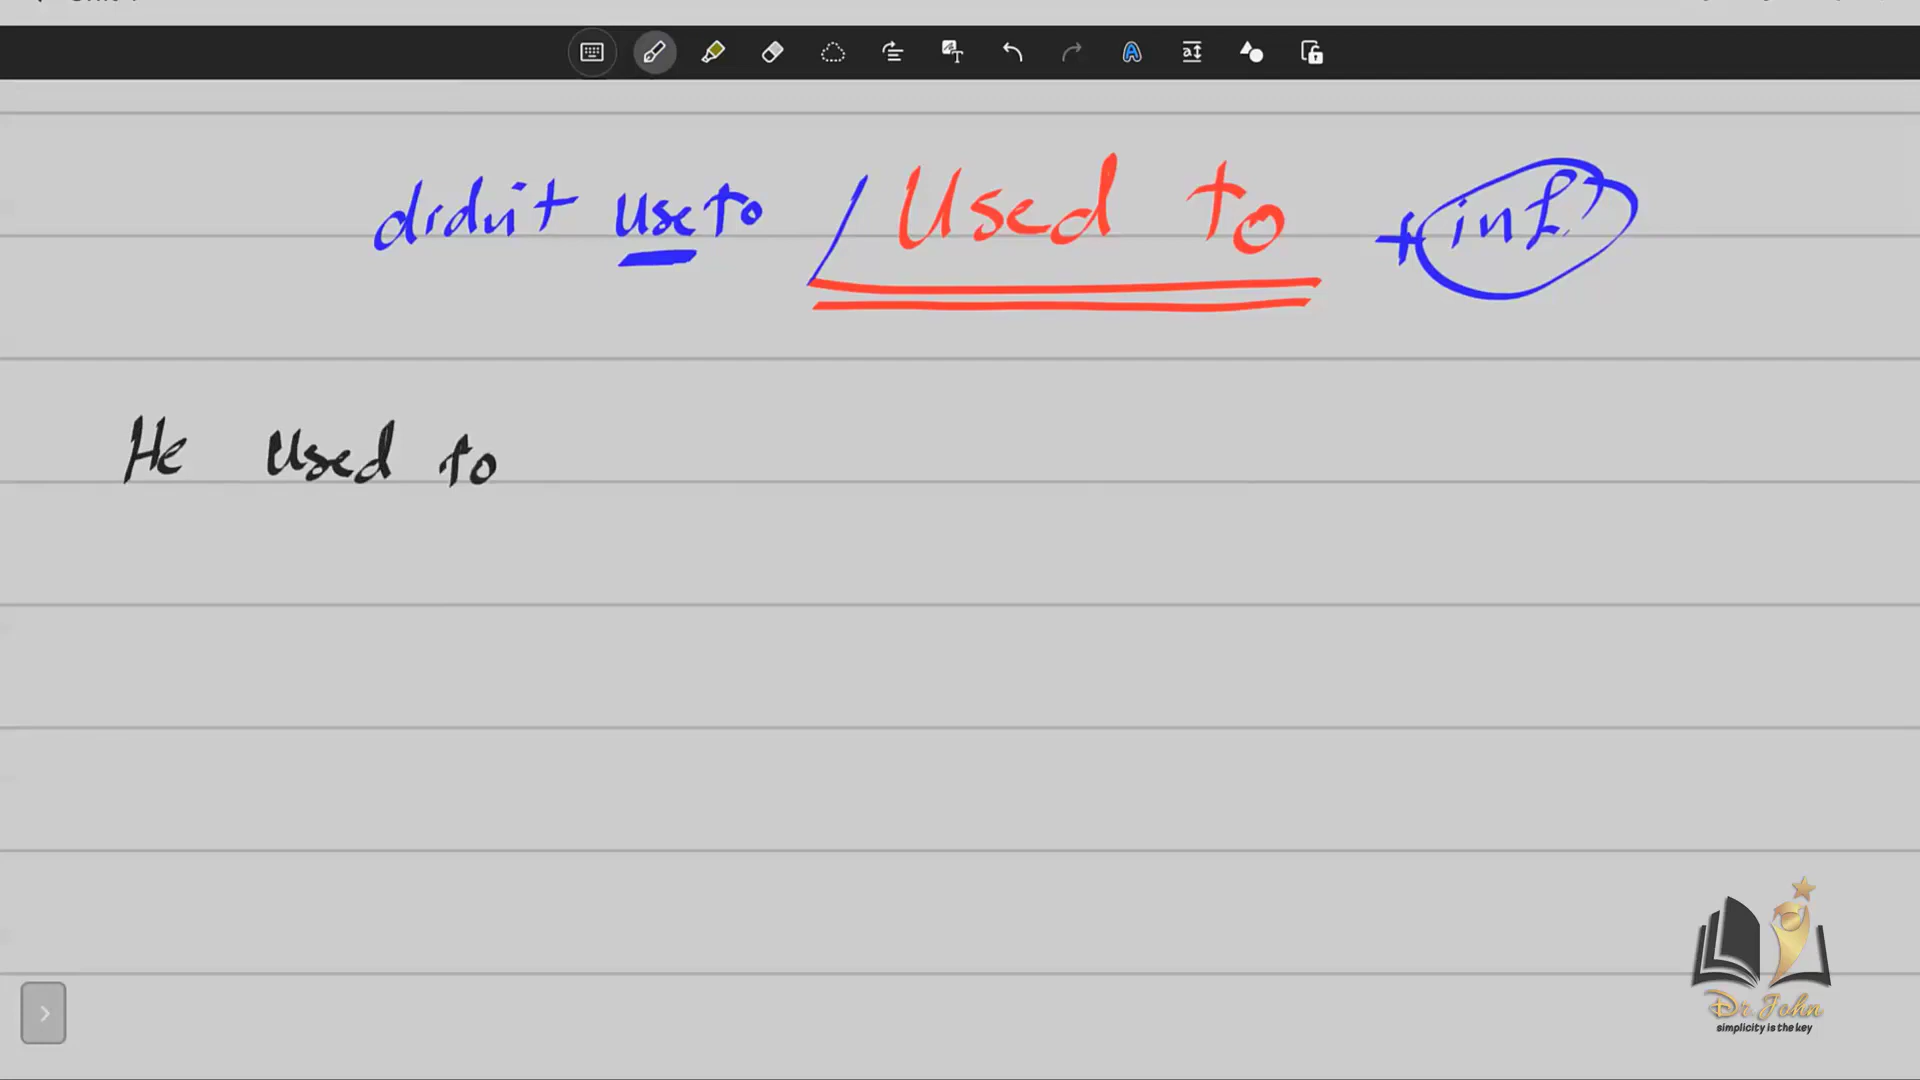 didn't use to / Used to + inf
He used to
Dr. John
simplicity is the key